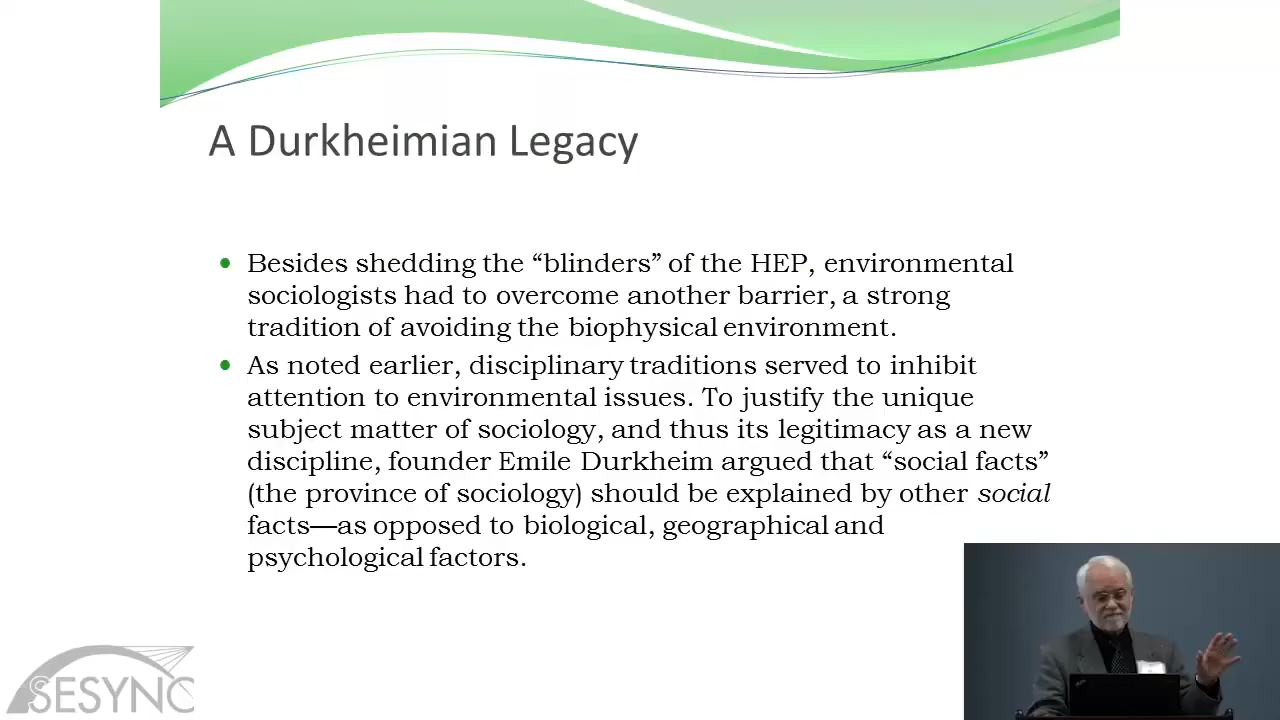 A Durkheimian Legacy
Besides shedding the “blinders” of the HEP, environmental
sociologists had to overcome another barrier, a strong
tradition of avoiding the biophysical environment.
As noted earlier, disciplinary traditions served to inhibit
attention to environmental issues. To justify the unique
subject matter of sociology, and thus its legitimacy as a new
discipline, founder Emile Durkheim argued that “social facts”
(the province of sociology) should be explained by other social
facts—as opposed to biological, geographical and
psychological factors.
SESYNC